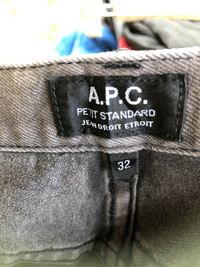 A.P.C.
PETIT STANDARD
JEAN DROIT ETROIT
32